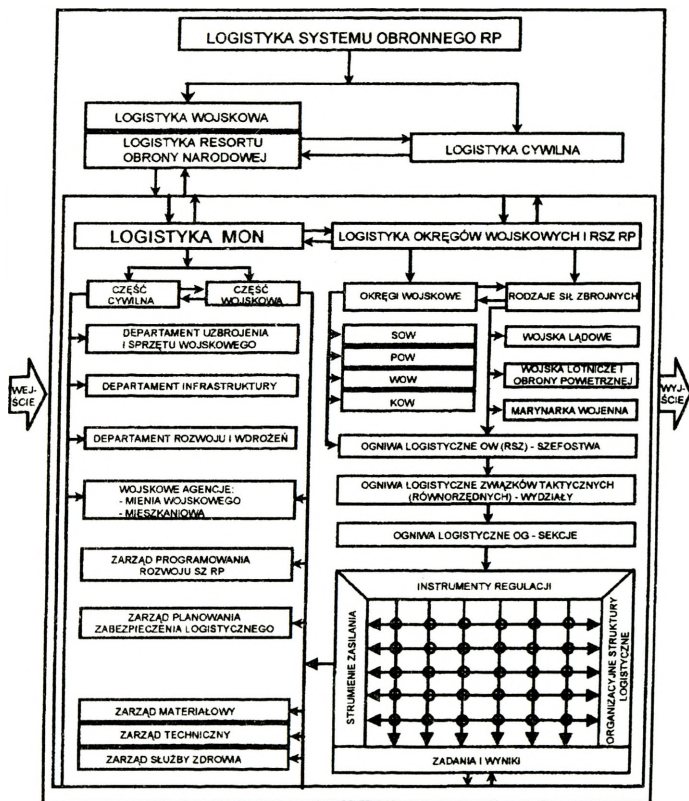 LOGISTYKA SYSTEMU OBRONNEGO RP
LOGISTYKA WOJSKOWA
LOGISTYKA RESORTU
OBRONY NARODOWEJ
LOGISTYKA CYWILNA
LOGISTYKA MON
LOGISTYKA OKRĘGÓW WOJSKOWYCH I RSZ RP
CZĘŚĆ
CYWILNA
CZĘŚĆ
WOJSKOWA
DEPARTAMENT UZBROJENIA
I SPRZĘTU WOJSKOWEGO
DEPARTAMENT INFRASTRUKTURY
DEPARTAMENT ROZWOJU I WDROŻEŃ
WOJSKOWE AGENCJE:
- MIENIA WOJSKOWEGO
- MIESZKANIOWA
ZARZĄD PROGRAMOWANIA
ROZWOJU SZ RP
ZARZĄD PLANOWANIA
ZABEZPIECZENIA LOGISTYCZNEGO
ZARZĄD MATERIAŁOWY
ZARZĄD TECHNICZNY
ZARZĄD SŁUŻBY ZDROWIA
OKRĘGI WOJSKOWE
RODZAJE SIŁ ZBROJNYCH
SOW
POW
WOW
KOW
WOJSKA LĄDOWE
WOJSKA LOTNICZE I
OBRONY POWIETRZNEJ
MARYNARKA WOJENNA
OGNIWA LOGISTYCZNE OW (RSZ) - SZEFOSTWA
OGNIWA LOGISTYCZNE ZWIĄZKÓW TAKTYCZNYCH
(RÓWNORZĘDNYCH) - WYDZIAŁY
OGNIWA LOGISTYCZNE OG - SEKCJE
INSTRUMENTY REGULACJI
STRUMIENIE ZASILANIA
ORGANIZACYJNE STRUKTURY
LOGISTYCZNE
ZADANIA I WYNIKI
WEJ-
ŚCIE
WYJ-
ŚCIE